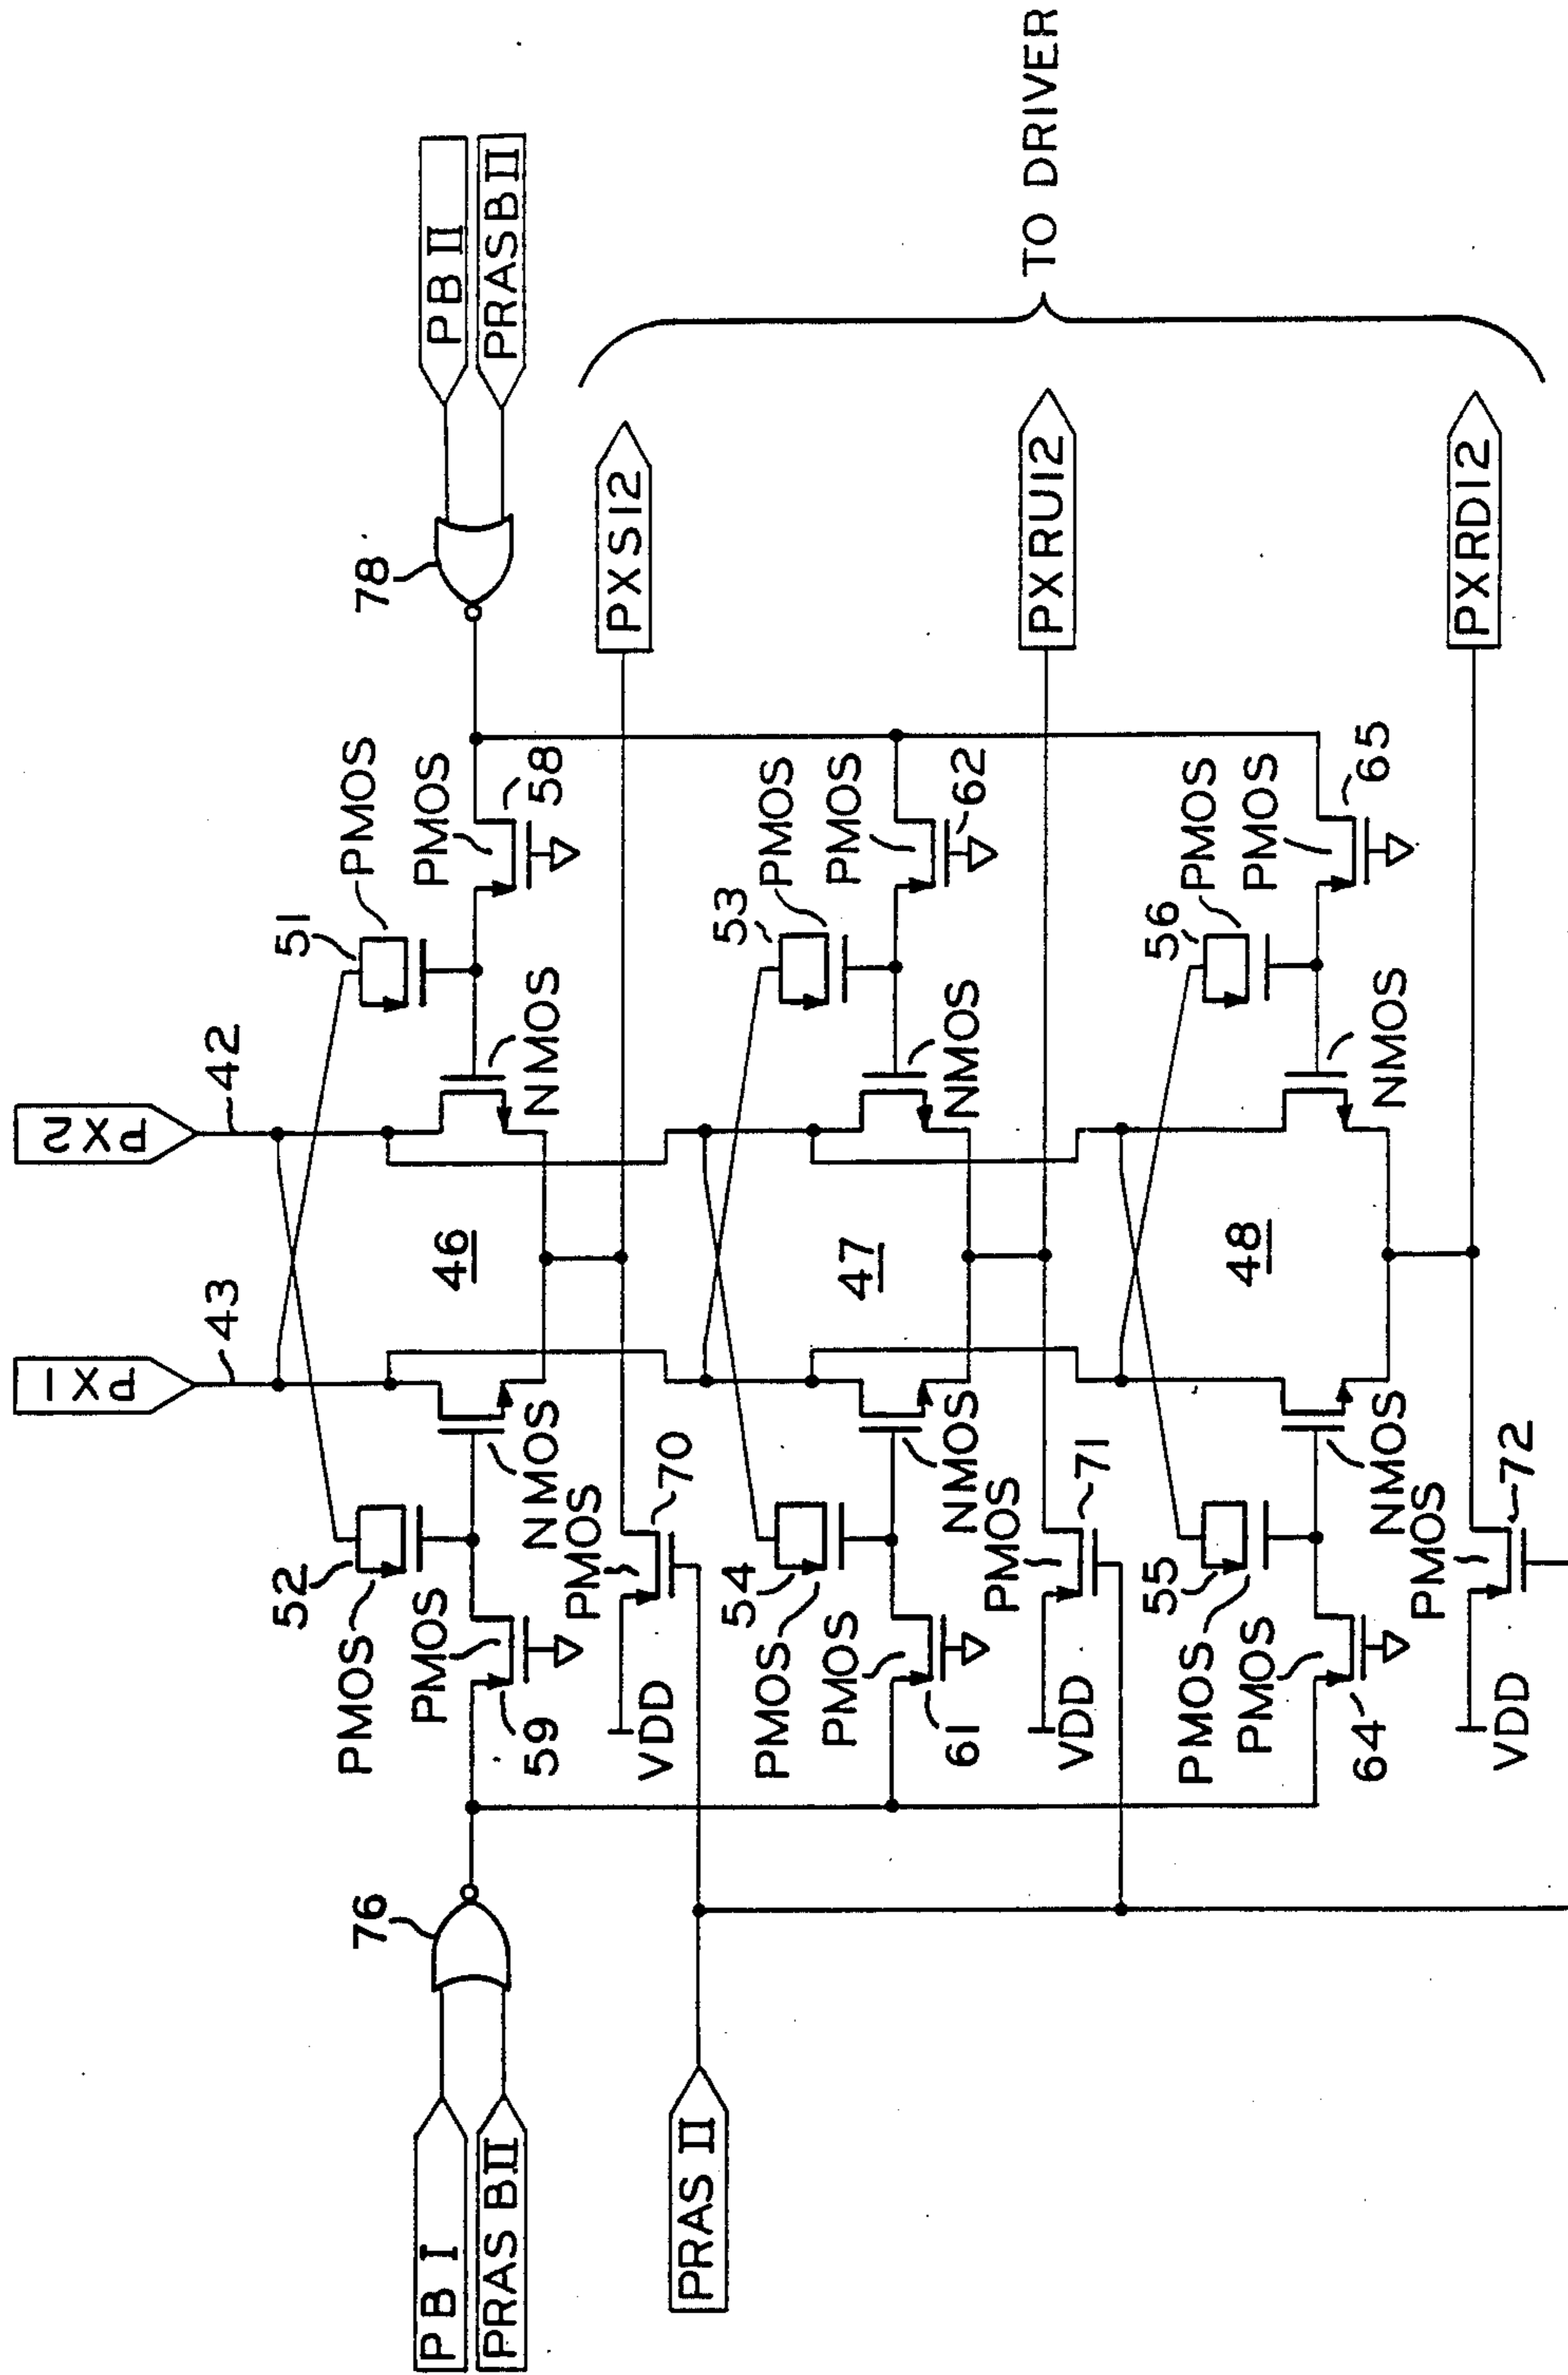 PX1
PX2
43
42
52
51
PMOS
PMOS
76
78
PMOS
PMOS
PB I
46
PB II
PRAS B II
PRASB II
59
NMOS
NMOS
58
PMOS
PXS12
VDD
70
PRAS II
54
53
PMOS
PMOS
PMOS
47
PMOS
61
NMOS
NMOS
62
PMOS
PXRU12
TO DRIVER
VDD
71
55
56
PMOS
PMOS
PMOS
48
PMOS
64
NMOS
NMOS
65
PMOS
PXRD12
VDD
72